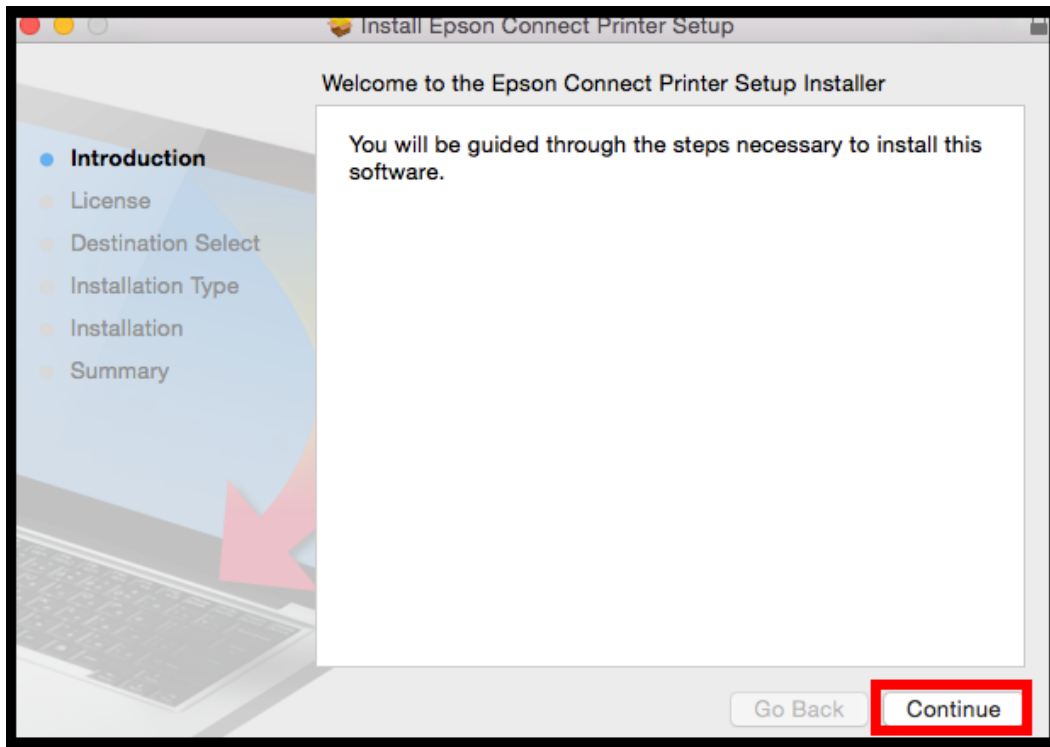 Install Epson Connect Printer Setup
Welcome to the Epson Connect Printer Setup Installer
Introduction
License
Destination Select
Installation Type
Installation
Summary
You will be guided through the steps necessary to install this
software.
Go Back
Continue